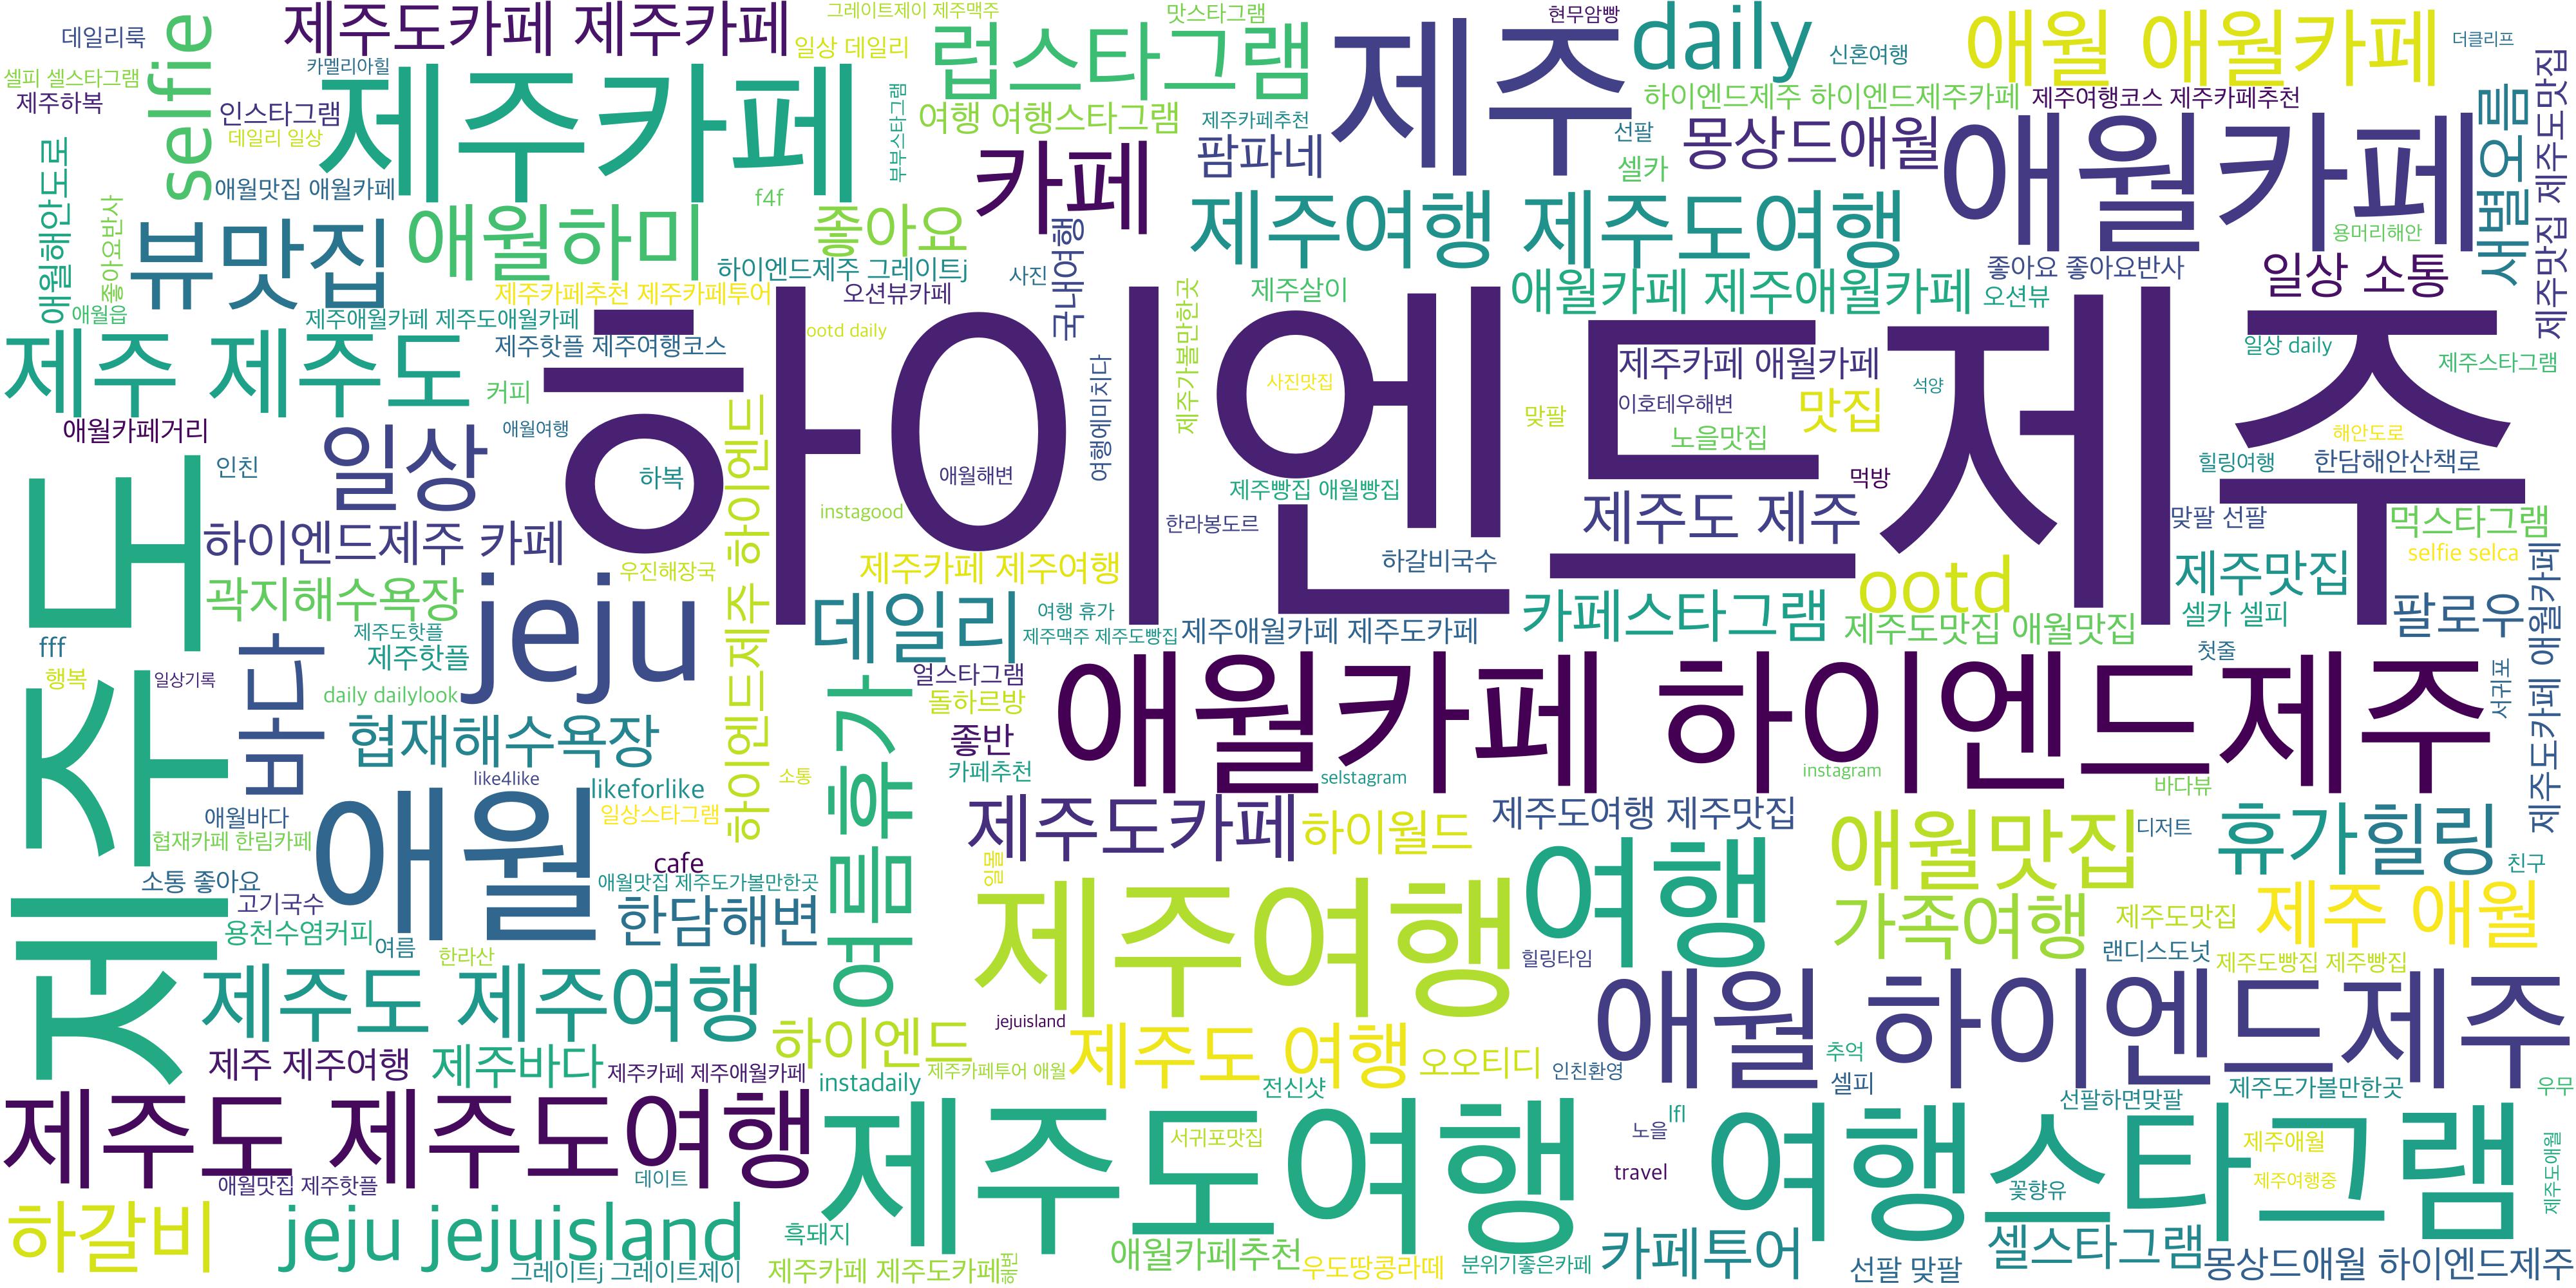 데일리룩
셀피 셀스타그램
제주하복
selfie
제주도카페 제주카페
카멜리아힐
인스타그램
데일리 일상
제주카페
그레이트제이 제주맥주
일상 데일리
맛스타그램
럽스타그램
여행 여행스타그램
부부스타그램
제주카페추천
현무암빵
제주
daily
신혼여행
애월 애월카페
더클리프
하이엔드제주 하이엔드제주카페
제주여행코스 제주카페추천
선팔
셀카
몽상드애월
팜파네
카페
애월카페
새별오름
제주맛집 제주도맛집
애월해안도로
좋아요반사
애월읍
애월맛집 애월카페
뷰맛집
애월하미
f4f
좋아요
하이엔드제주 그레이트j
사진
국내여행
제주여행 제주도여행
용머리해안
좋아요 좋아요반사
일상 소통
제주카페추천 제주카페투어
오션뷰카페
제주살이
제주가볼만한곳
애월카페 제주애월카페
오션뷰
제주애월카페 제주도애월카페
제주핫플 제주여행코스
ootd daily
제주 제주도
커피
애월카페거리
애월여행
하이엔드제주
여행에미치다
사진맛집
제주카페 애월카페
이호테우해변
석양
맞팔
맛집
노을맛집
일상 daily
제주스타그램
해안도로
힐링여행
한담해안산책로
먹방
제주도
인친
일상
하이엔드제주 하이엔드
하복
애월해변
instagood
제주빵집 애월빵집
한라봉도르
제주도 제주
맞팔 선팔
먹스타그램
하이엔드제주 카페
곽지해수욕장
우진해장국
제주카페 제주여행
하갈비국수
ootd
제주맛집
selfie selca
fff
행복
일상기록
바다
제주도핫플
제주핫플
jeju
daily dailylook
데일리
여행 휴가
제주맥주 제주도빵집
제주애월카페 제주도카페
카페스타그램
제주도맛집 애월맛집
셀카 셀피
팔로우
첫줄
서귀포
제주도카페 애월카페
얼스타그램
돌하르방
좋반
카페추천
애월카페 하이엔드제주
협재해수욕장
like4like
likeforlike
소통
일상스타그램
여름휴가
selstagram
instagram
바다뷰
애월바다
협재카페 한림카페
애월
cafe
애월맛집 제주도가볼만한곳
제주도카페
하이월드
제주도여행 제주맛집
애월맛집
디저트
휴가
힐링
친구
소통 좋아요
고기국수
용천수염커피
여름
한라산
한담해변
일몰
제주여행
여행
힐링타임
가족여행
제주도맛집
랜디스도넛
제주 애월
제주도빵집 제주빵집
제주도 제주여행
하이엔드
jejuisland
제주도 여행
오오티디
인친환영
추억
셀피
애월 하이엔드제주
제주 제주여행
제주바다
제주카페 제주애월카페
instadaily
제주카페투어 애월
전신샷
lfl
노을
travel
선팔하면맞팔
제주도가볼만한곳
우무
제주도 제주도여행
애월맛집 제주핫플
데이트
제주도여행
서귀포맛집
여행스타그램
제주애월
제주여행중
꽃향유
제주도애월
하갈비
jeju jejuisland
그레이트j 그레이트제이
흑돼지
제주카페 제주도카페
해변
애월카페추천
우도땅콩라떼
분위기좋은카페
카페투어
선팔 맞팔
셀스타그램
몽상드애월 하이엔드제주